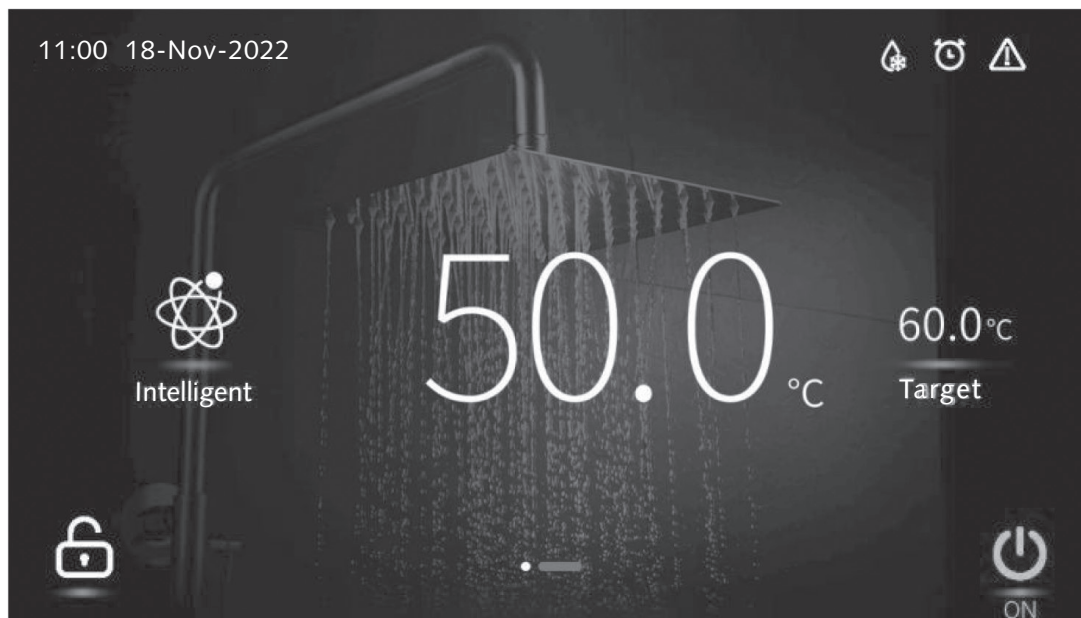 11:00 18-Nov-2022
50.0 °C
60.0 °C
Intelligent
Target
ON